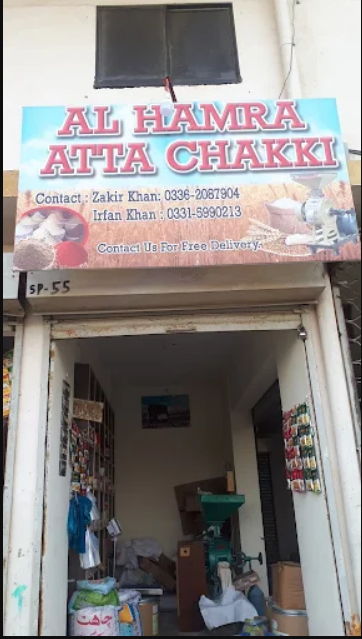 AL HAMRA
ATTA CHAKKI
Contact : Zakir Khan: 0336-2087904
Irfan Khan : 0331-5990213
Contact Us For Free Delivery.
SP-55
چاہت